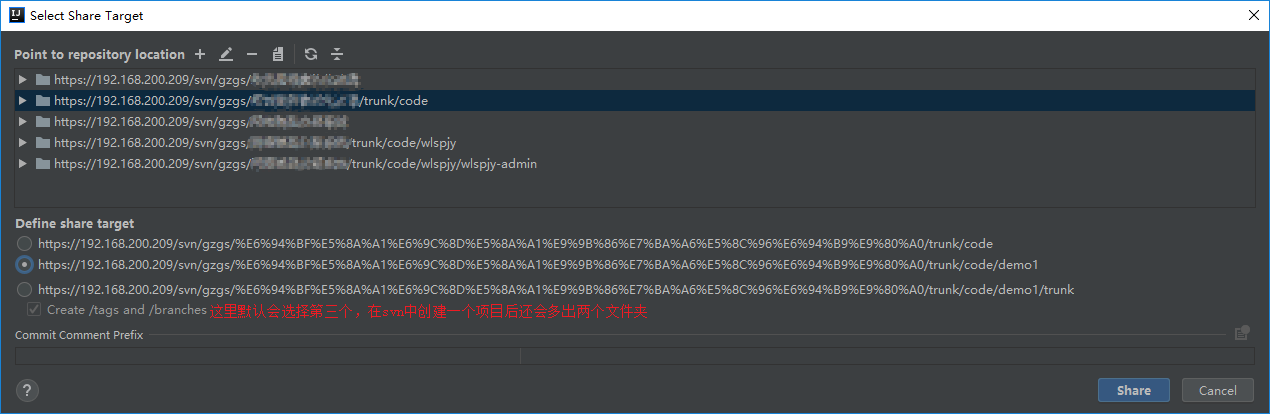 Select Share Target
Point to repository location
https://192.168.200.209/svn/gzgs/
https://192.168.200.209/svn/gzgs/ /trunk/code
https://192.168.200.209/svn/gzgs/
https://192.168.200.209/svn/gzgs/ /trunk/code/wlspjy
https://192.168.200.209/svn/gzgs/ /trunk/code/wlspjy/wlspjy-admin
Define share target
https://192.168.200.209/svn/gzgs/%E6%94%BF%E5%8A%A1%E6%9C%8D%E5%8A%A1%E9%9B%86%E7%BA%A6%E5%8C%96%E6%94%B9%E9%80%A0/trunk/code
https://192.168.200.209/svn/gzgs/%E6%94%BF%E5%8A%A1%E6%9C%8D%E5%8A%A1%E9%9B%86%E7%BA%A6%E5%8C%96%E6%94%B9%E9%80%A0/trunk/code/demo1
https://192.168.200.209/svn/gzgs/%E6%94%BF%E5%8A%A1%E6%9C%8D%E5%8A%A1%E9%9B%86%E7%BA%A6%E5%8C%96%E6%94%B9%E9%80%A0/trunk/code/demo1/trunk
Create /tags and /branches 这里默认会选择第三个，在svn中创建一个项目后还会多出两个文件夹
Commit Comment Prefix
? Share Cancel